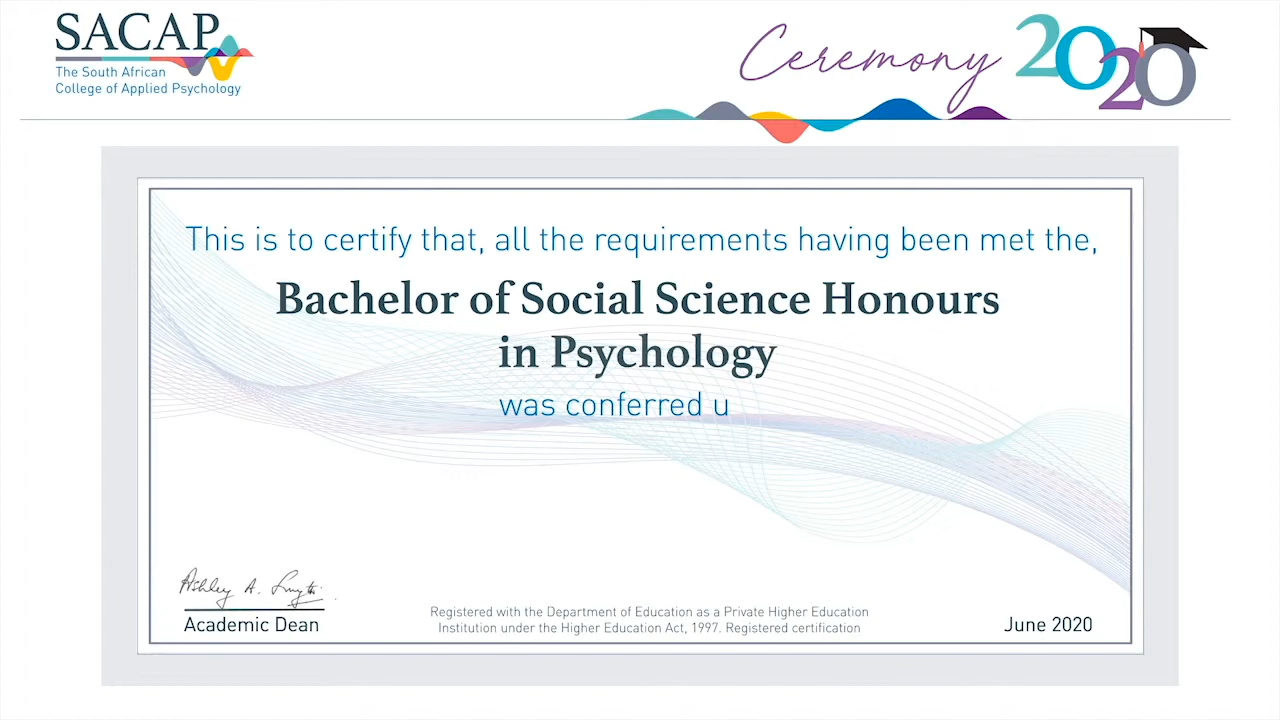 SACAP
The South African
College of Applied Psychology
Ceremony 2020
This is to certify that, all the requirements having been met the,
Bachelor of Social Science Honours
in Psychology
was conferred u
Ashley A. Smyth
Academic Dean
Registered with the Department of Education as a Private Higher Education
Institution under the Higher Education Act, 1997. Registered certification
June 2020